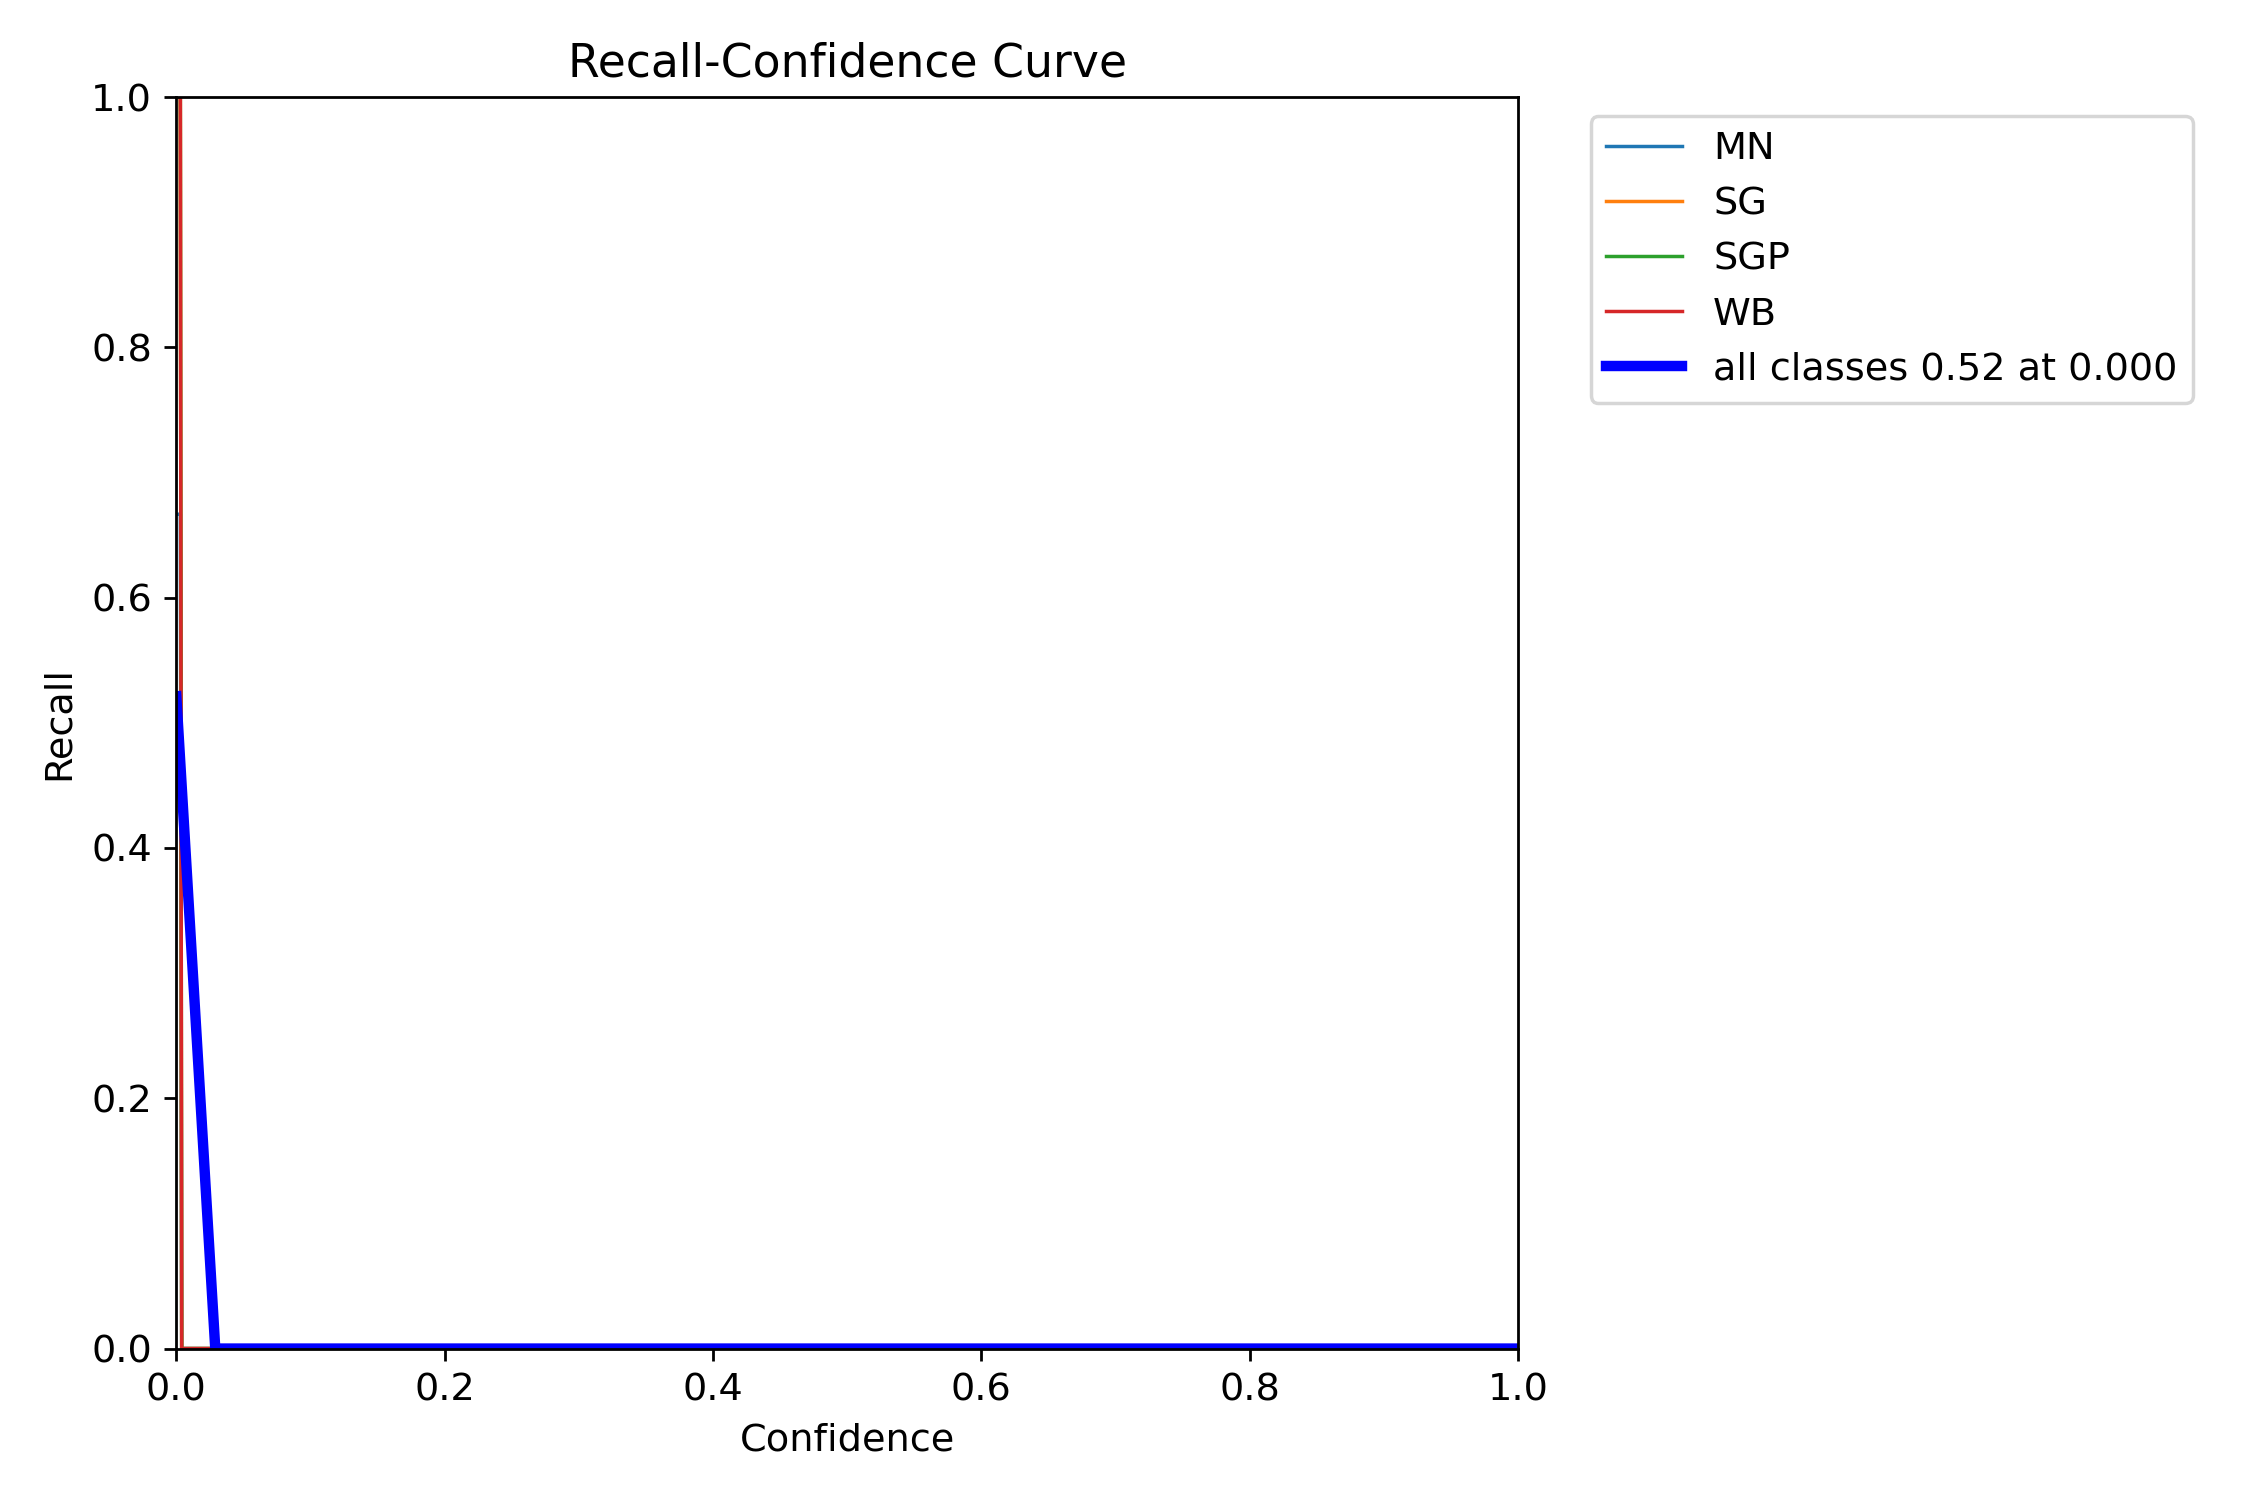 Recall-Confidence Curve
1.0
0.8
0.6
0.4
0.2
0.0
Recall
0.0 0.2 0.4 0.6 0.8 1.0
Confidence
MN
SG
SGP
WB
all classes 0.52 at 0.000